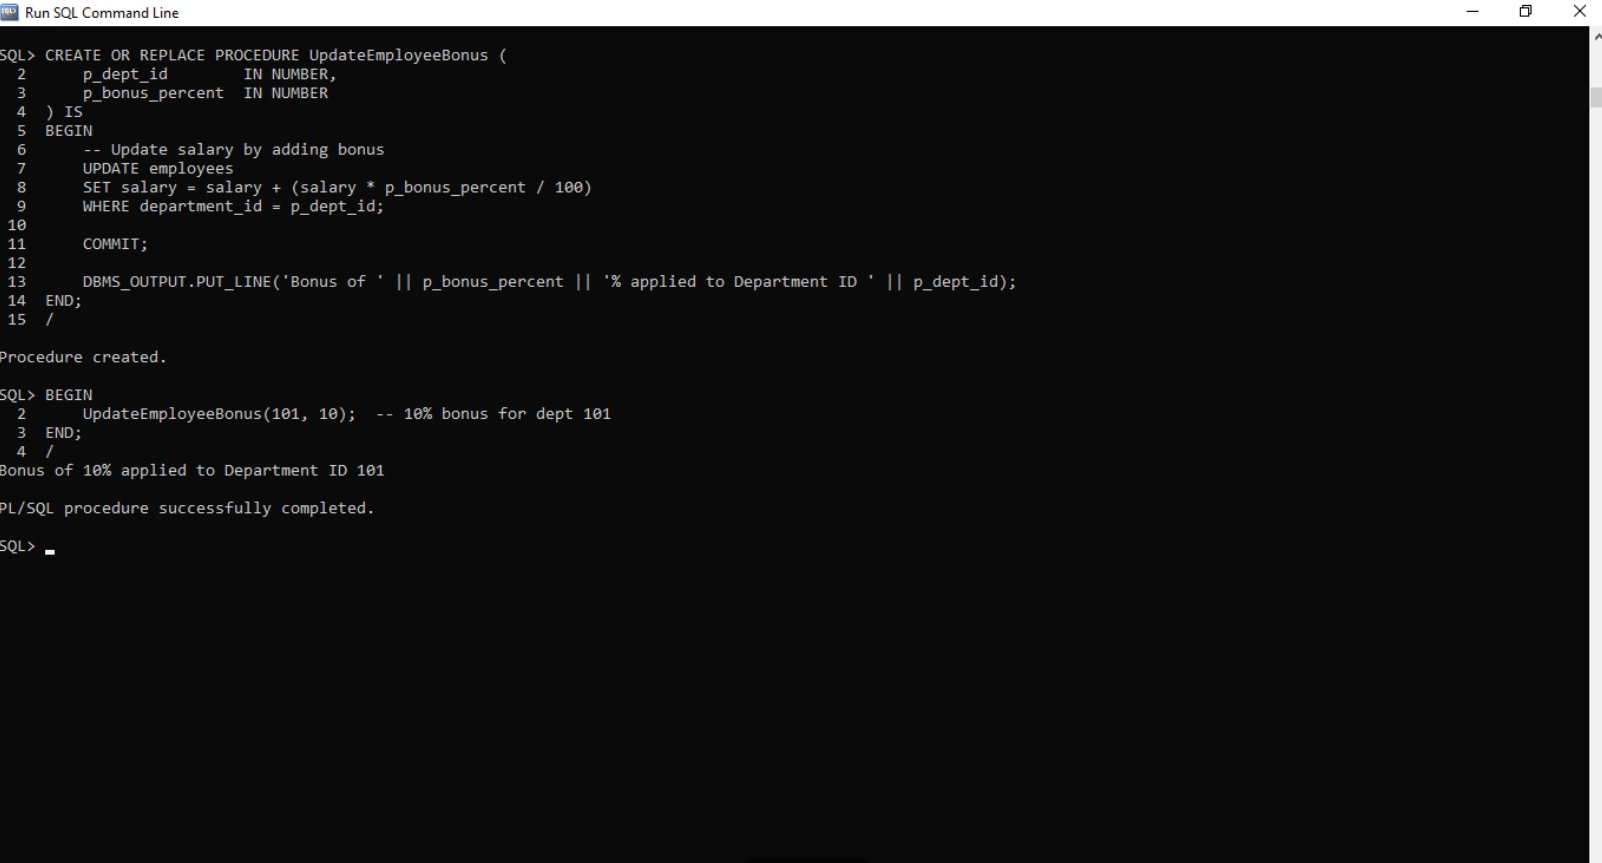 Run SQL Command Line
SQL> CREATE OR REPLACE PROCEDURE UpdateEmployeeBonus (
  2      p_dept_id        IN NUMBER,
  3      p_bonus_percent  IN NUMBER
  4  ) IS
  5  BEGIN
  6      -- Update salary by adding bonus
  7      UPDATE employees
  8      SET salary = salary + (salary * p_bonus_percent / 100)
  9      WHERE department_id = p_dept_id;
 10
 11      COMMIT;
 12
 13      DBMS_OUTPUT.PUT_LINE('Bonus of ' || p_bonus_percent || '% applied to Department ID ' || p_dept_id);
 14  END;
 15  /
Procedure created.
SQL> BEGIN
  2      UpdateEmployeeBonus(101, 10);  -- 10% bonus for dept 101
  3  END;
  4  /
Bonus of 10% applied to Department ID 101
PL/SQL procedure successfully completed.
SQL>